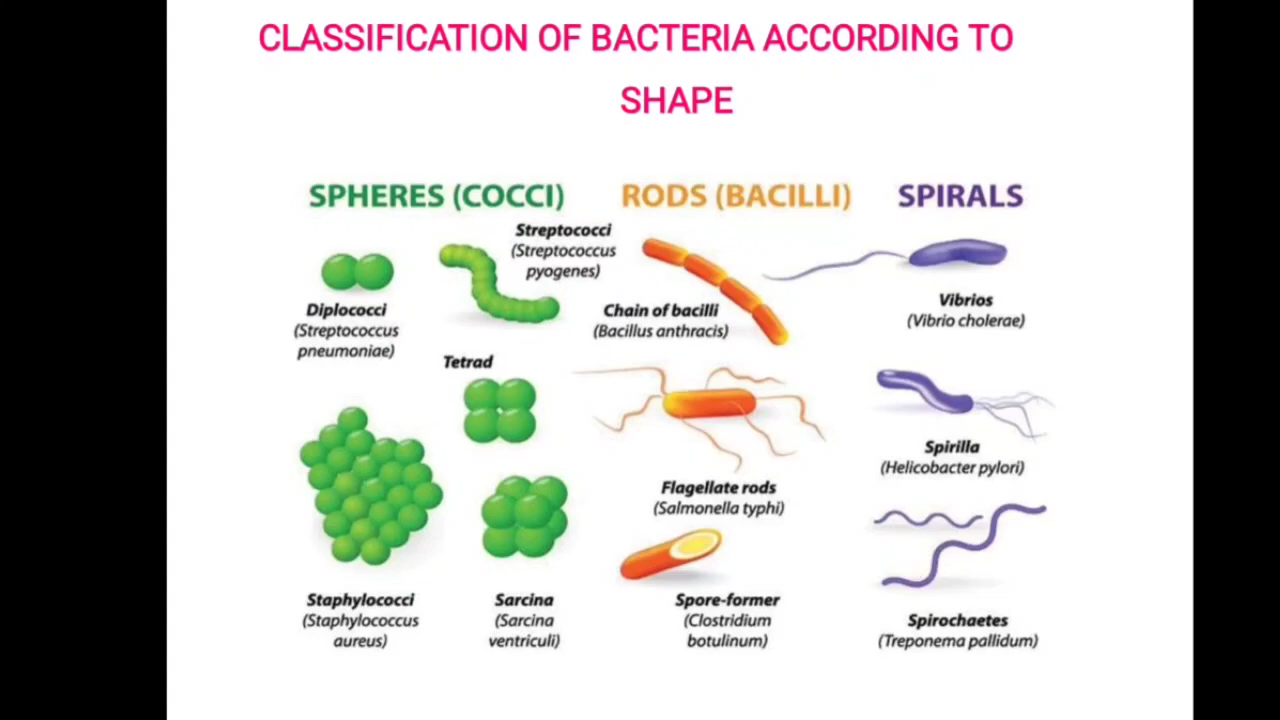 CLASSIFICATION OF BACTERIA ACCORDING TO
SHAPE
SPHERES (COCCI)
Diplococci
(Streptococcus
pneumoniae)
Streptococci
(Streptococcus
pyogenes)
Tetrad
Staphylococci
(Staphylococcus
aureus)
Sarcina
(Sarcina
ventriculi)
RODS (BACILLI)
Chain of bacilli
(Bacillus anthracis)
Flagellate rods
(Salmonella typhi)
Spore-former
(Clostridium
botulinum)
SPIRALS
Vibrios
(Vibrio cholerae)
Spirilla
(Helicobacter pylori)
Spirochaetes
(Treponema pallidum)